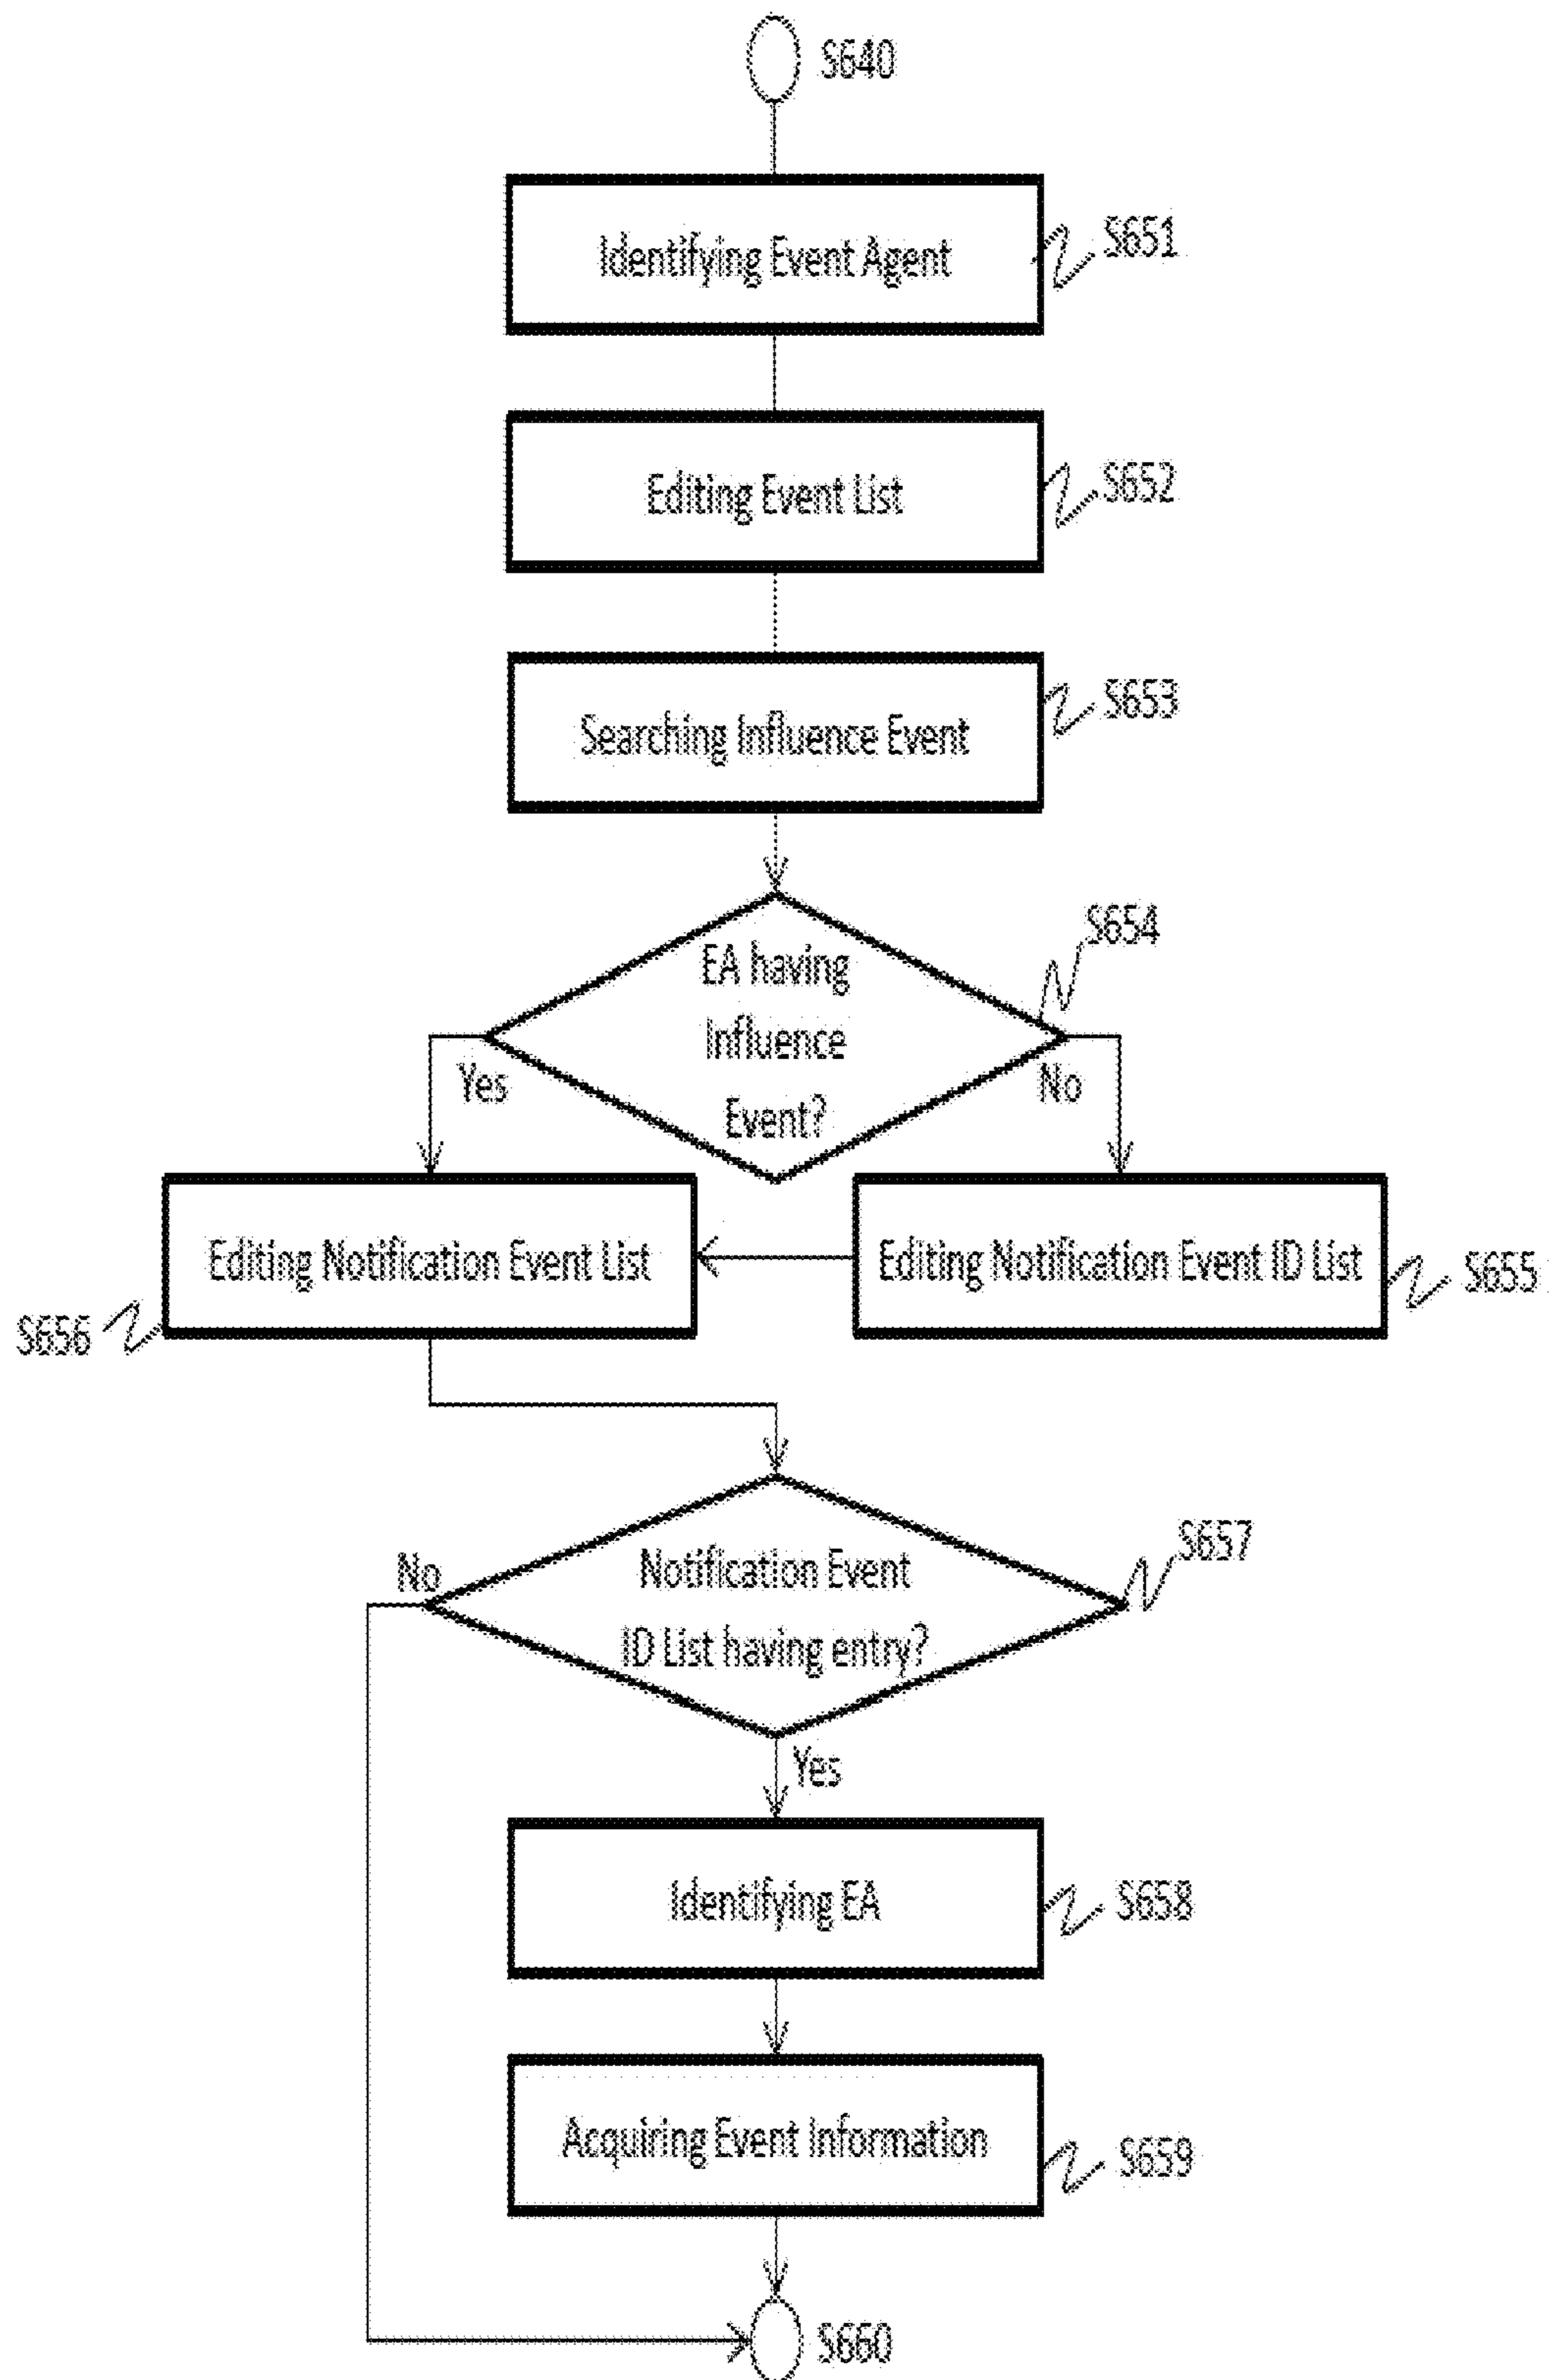 S640
Identifying Event Agent
S651
Editing Event List
S652
Searching Influence Event
S653
S654
EA having
Influence
Event?
Yes
No
Editing Notification Event List
Editing Notification Event ID List
S655
S656
S657
No
Notification Event
ID List having entry?
Yes
Identifying EA
S658
Acquiring Event Information
S659
S660